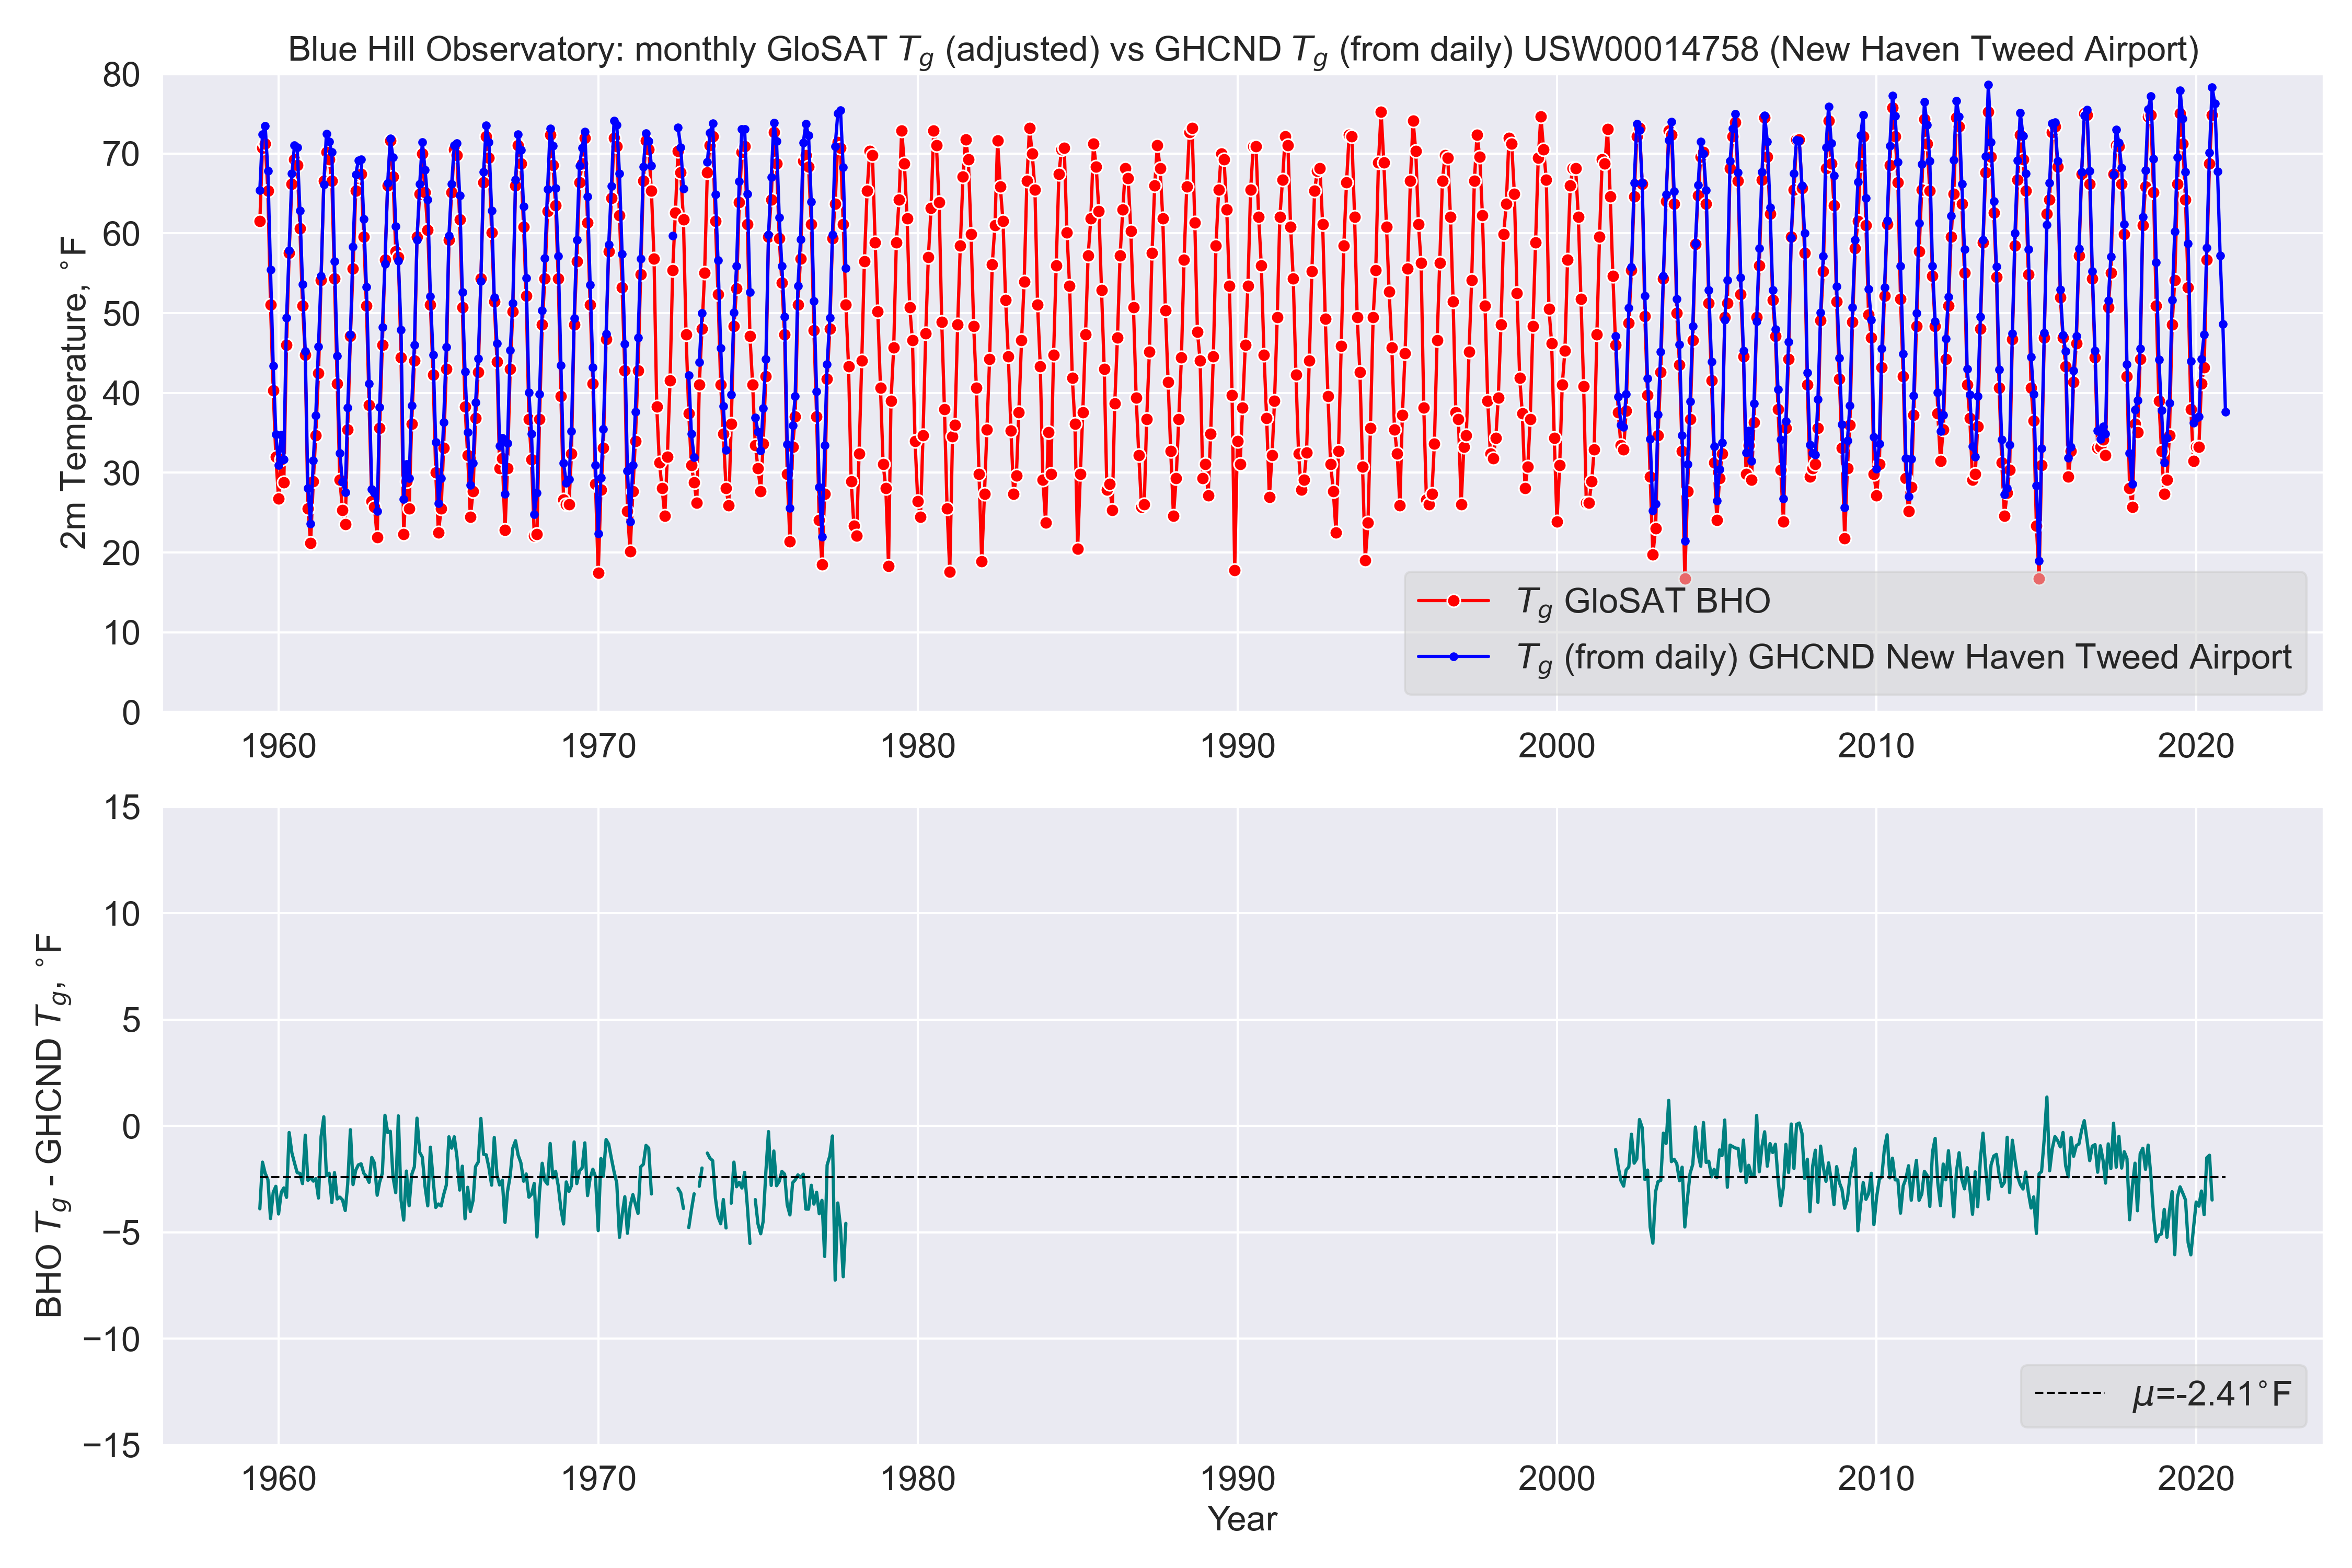 Blue Hill Observatory: monthly GloSAT Tg (adjusted) vs GHCND Tg (from daily) USW00014758 (New Haven Tweed Airport)
80
70
60
50
40
30
20
10
0
2m Temperature, °F
Tg GloSAT BHO
Tg (from daily) GHCND New Haven Tweed Airport
1960 1970 1980 1990 2000 2010 2020
15
10
5
0
−5
−10
−15
BHO Tg - GHCND Tg, °F
μ=-2.41°F
1960 1970 1980 1990 2000 2010 2020
Year